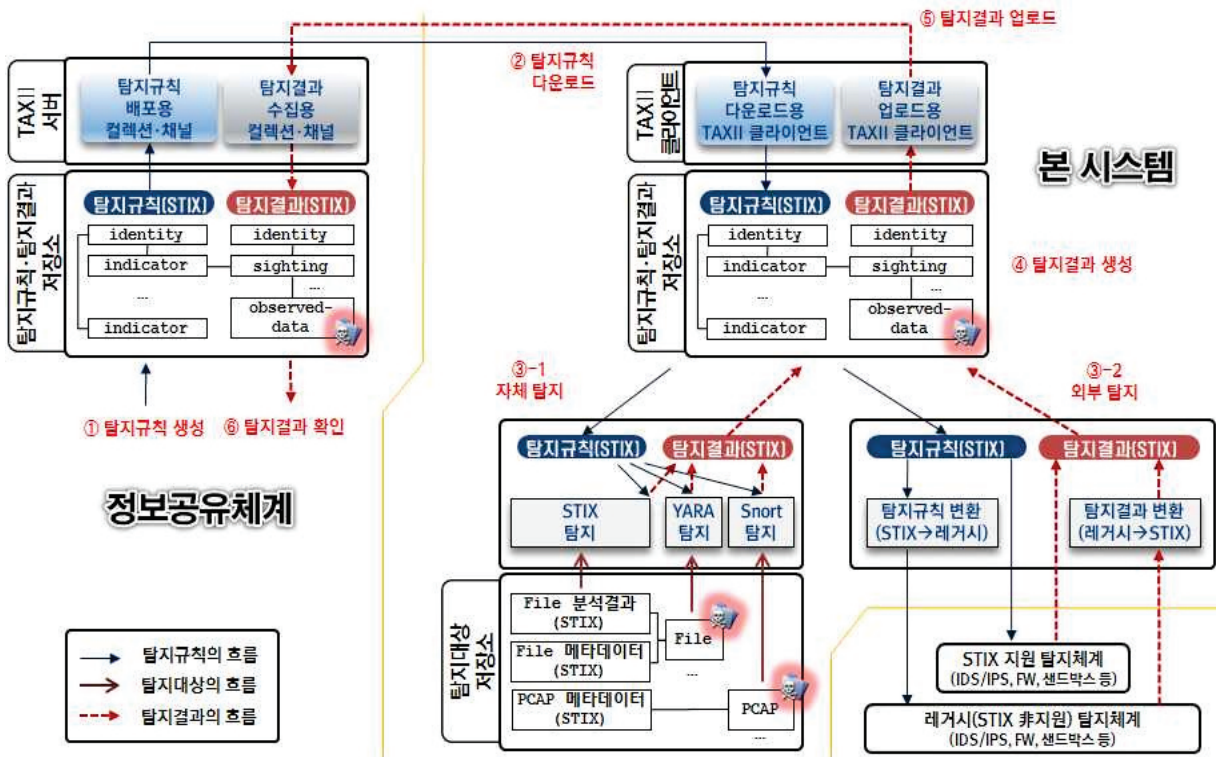 ⑤ 탐지결과 업로드
② 탐지규칙
다운로드
TAXII
서버
탐지규칙
배포용
컬렉션·채널
탐지결과
수집용
컬렉션·채널
TAXII
클라이언트
탐지규칙
다운로드용
TAXII 클라이언트
탐지결과
업로드용
TAXII 클라이언트
본 시스템
탐지규칙·탐지결과
저장소
탐지규칙(STIX)
탐지결과(STIX)
identity
identity
indicator
sighting
...
...
observed-
data
indicator
탐지규칙·탐지결과
저장소
탐지규칙(STIX)
탐지결과(STIX)
identity
identity
indicator
sighting
...
...
observed-
data
indicator
④ 탐지결과 생성
① 탐지규칙 생성
⑥ 탐지결과 확인
정보공유체계
③-1
자체 탐지
③-2
외부 탐지
탐지규칙(STIX)
탐지결과(STIX)
STIX
탐지
YARA
탐지
Snort
탐지
탐지규칙(STIX)
탐지결과(STIX)
탐지규칙 변환
(STIX→레거시)
탐지결과 변환
(레거시→STIX)
탐지대상
저장소
File 분석결과
(STIX)
File 메타데이터
(STIX)
File
...
PCAP 메타데이터
(STIX)
PCAP
...
STIX 지원 탐지체계
(IDS/IPS, FW, 샌드박스 등)
레거시(STIX 非지원) 탐지체계
(IDS/IPS, FW, 샌드박스 등)
탐지규칙의 흐름
탐지대상의 흐름
탐지결과의 흐름